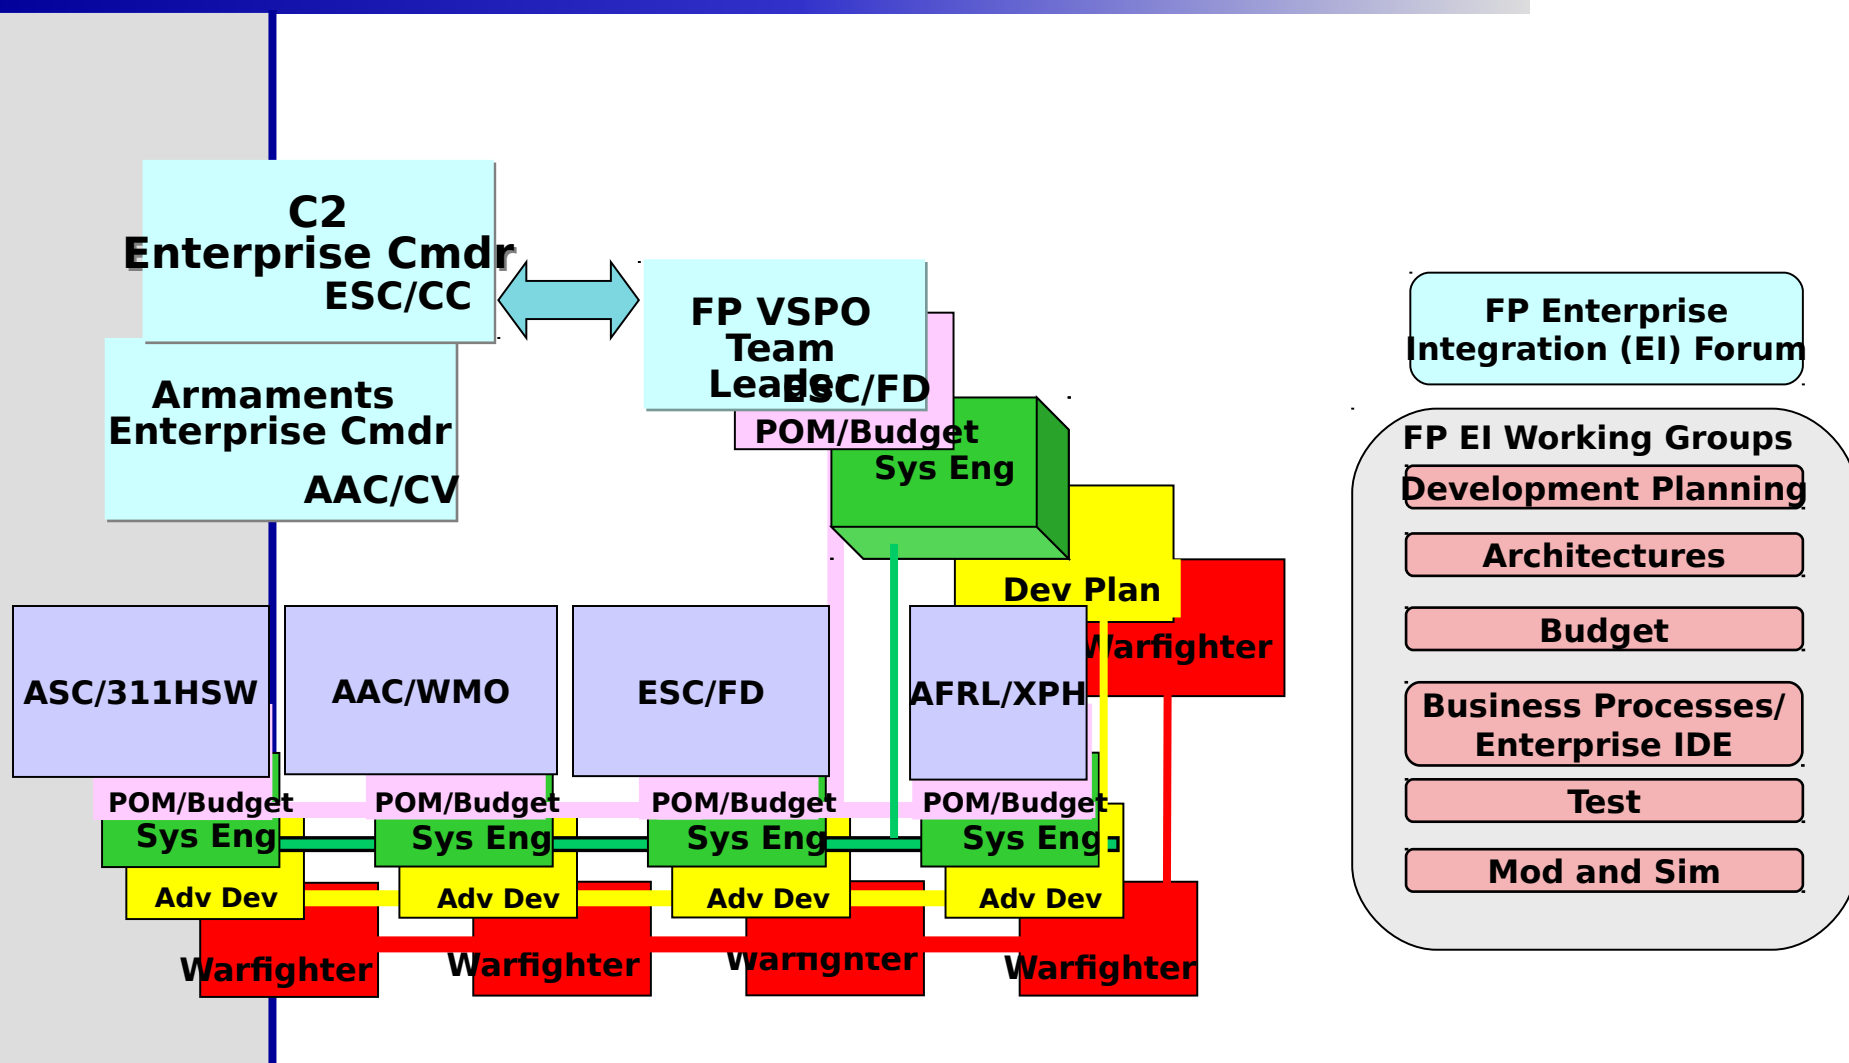 C2
Enterprise Cmdr
ESC/CC
Armaments
Enterprise Cmdr
AAC/CV
FP VSPO
Team
Leader
ESC/FD
POM/Budget
Sys Eng
Dev Plan
Warfighter
ASC/311HSW
AAC/WMO
ESC/FD
AFRL/XPH
POM/Budget
POM/Budget
POM/Budget
POM/Budget
Sys Eng
Sys Eng
Sys Eng
Sys Eng
Adv Dev
Adv Dev
Adv Dev
Adv Dev
Warfighter
Warfighter
Warfighter
Warfighter
FP Enterprise
Integration (EI) Forum
FP EI Working Groups
Development Planning
Architectures
Budget
Business Processes/
Enterprise IDE
Test
Mod and Sim